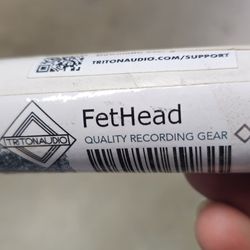 TRITONAUDIO.COM/SUPPORT
FetHead
TRITONAUDIO
QUALITY RECORDING GEAR